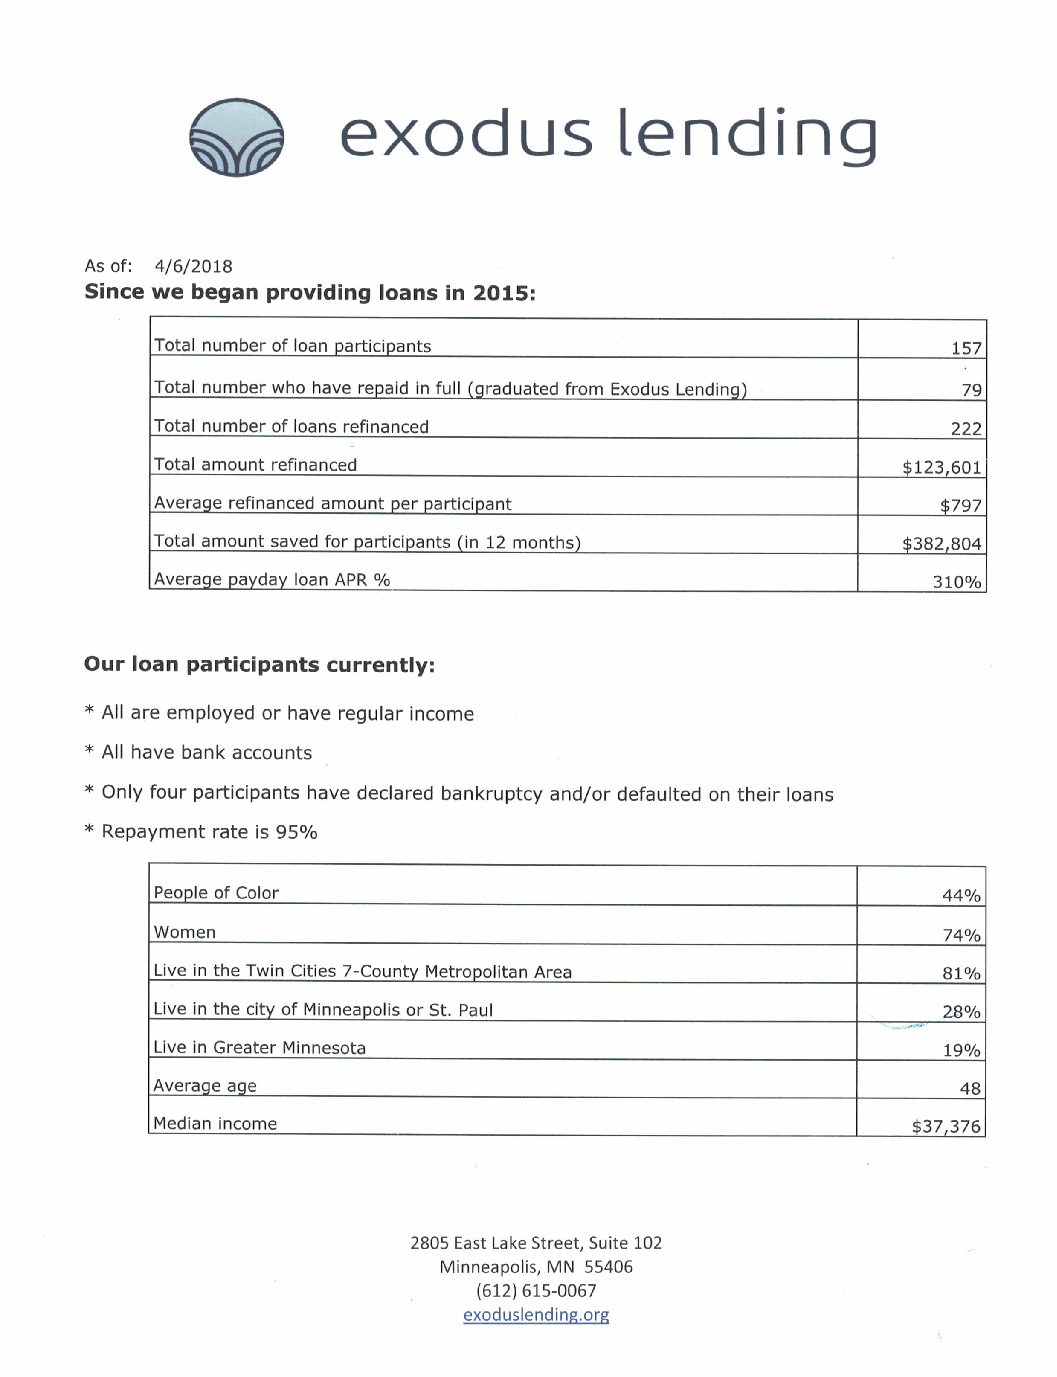 exodus lending
As of: 4/6/2018
Since we began providing loans in 2015:
Total number of loan participants 157
Total number who have repaid in full (graduated from Exodus Lending) 79
Total number of loans refinanced 222
Total amount refinanced $123,601
Average refinanced amount per participant $797
Total amount saved for participants (in 12 months) $382,804
Average payday loan APR % 310%
Our loan participants currently:
* All are employed or have regular income
* All have bank accounts
* Only four participants have declared bankruptcy and/or defaulted on their loans
* Repayment rate is 95%
People of Color 44%
Women 74%
Live in the Twin Cities 7-County Metropolitan Area 81%
Live in the city of Minneapolis or St. Paul 28%
Live in Greater Minnesota 19%
Average age 48
Median income $37,376
2805 East Lake Street, Suite 102
Minneapolis, MN 55406
(612) 615-0067
exoduslending.org